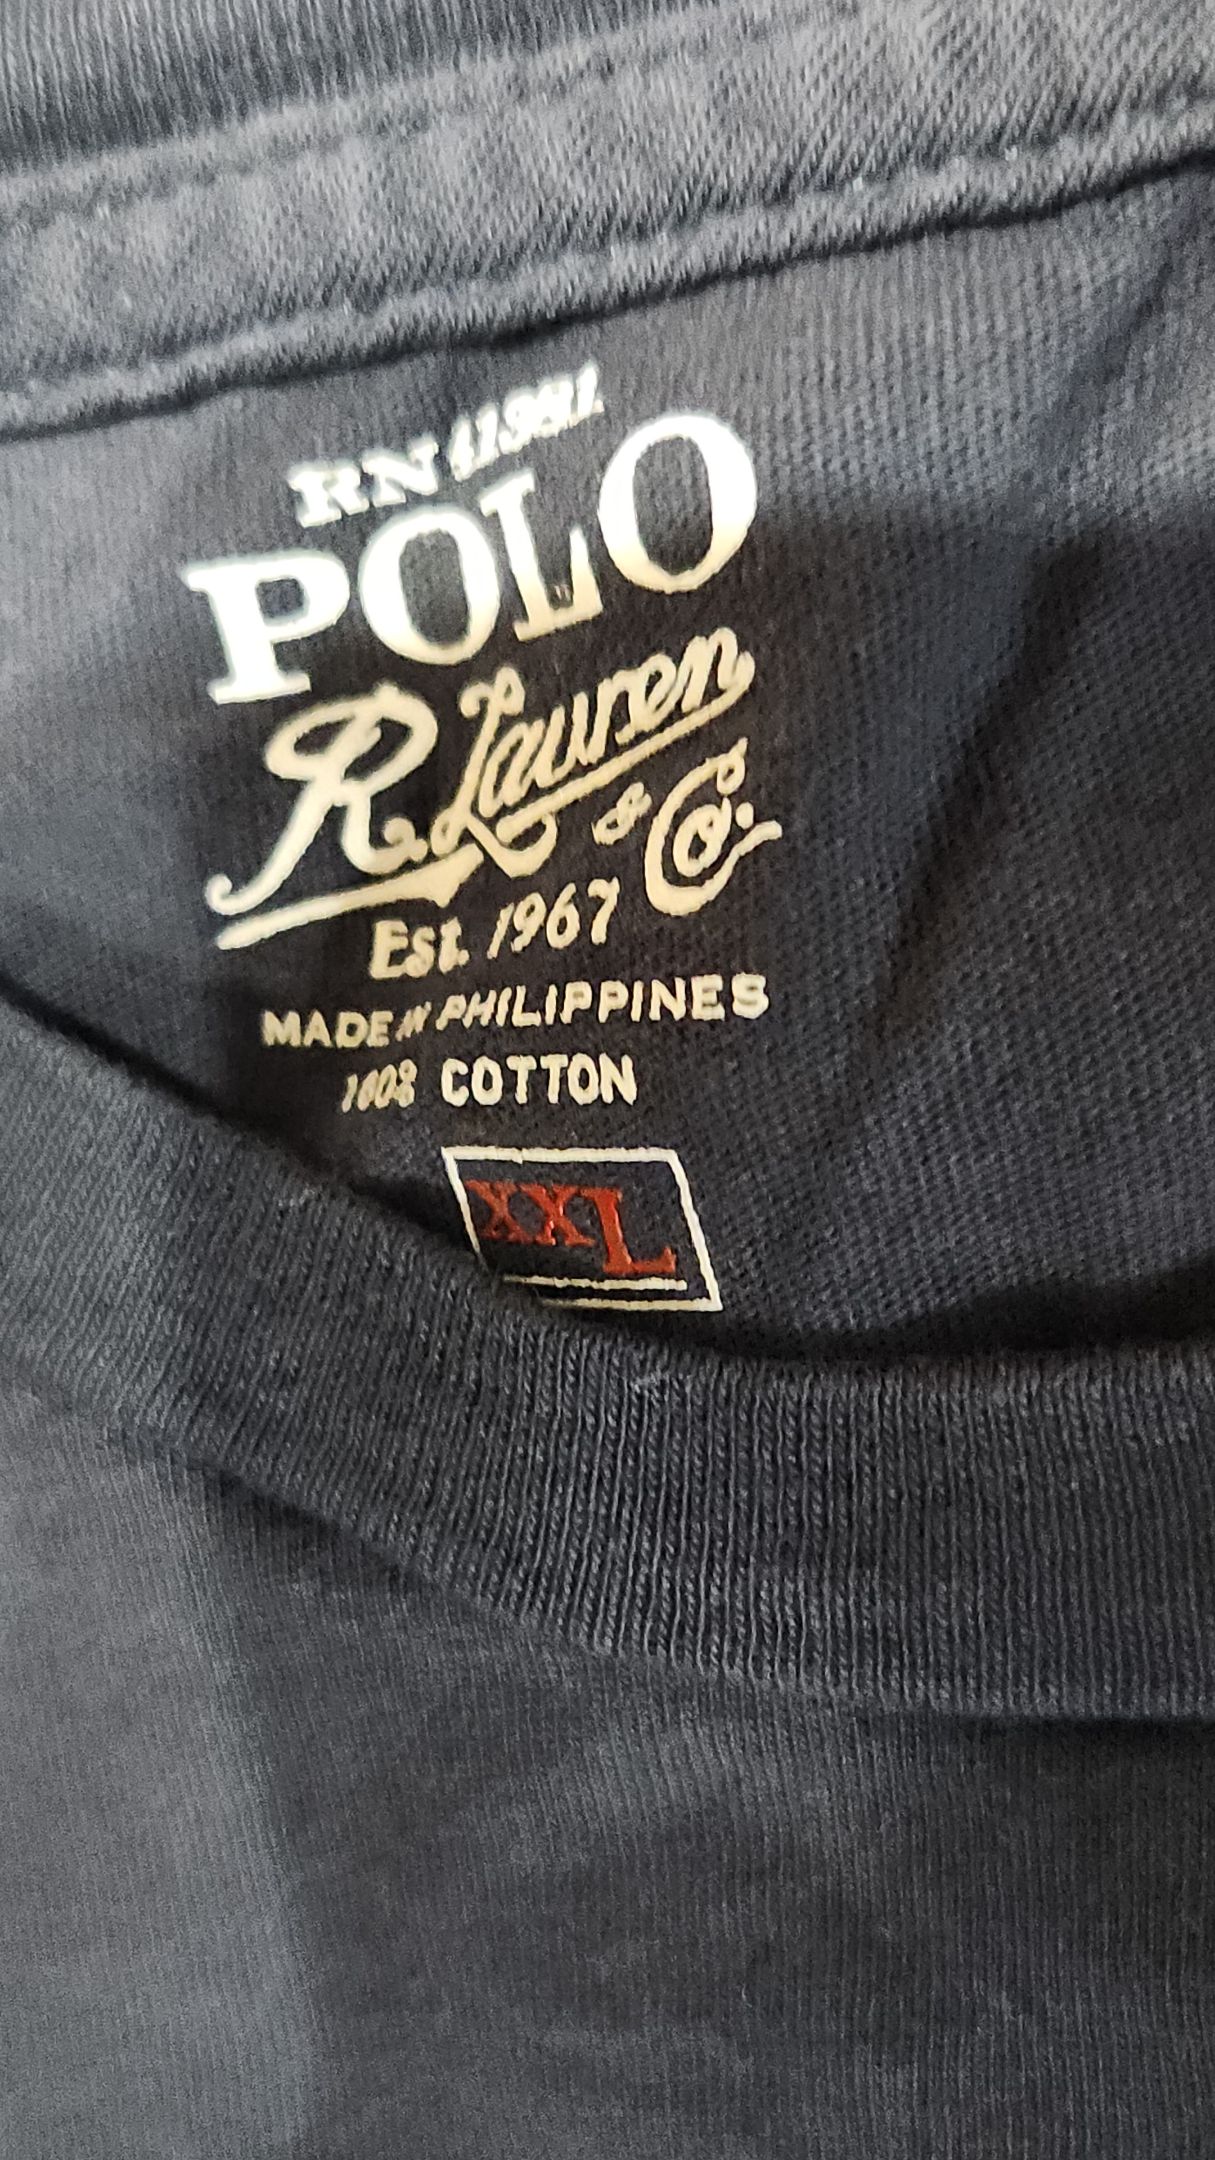 RN 41381
POLO
R. Lauren
& Co.
EST. 1967
MADE IN PHILIPPINES
100% COTTON
XXL